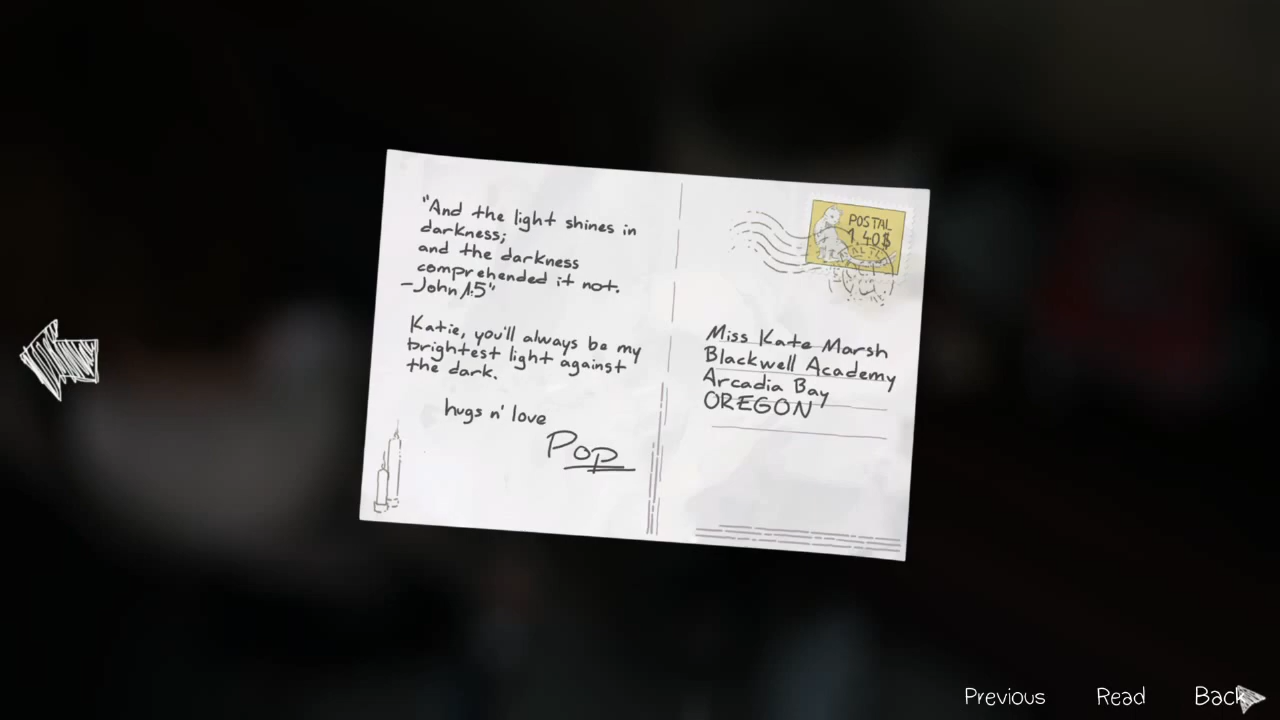 "And the light shines in
darkness;
and the darkness
comprehended it not.
-John 1:5"
Katie, you'll always be my
brightest light against
the dark.
hugs n' love
Pop
POSTAL
1.40$
Miss Kate Marsh
Blackwell Academy
Arcadia Bay
OREGON
Previous
Read
Back